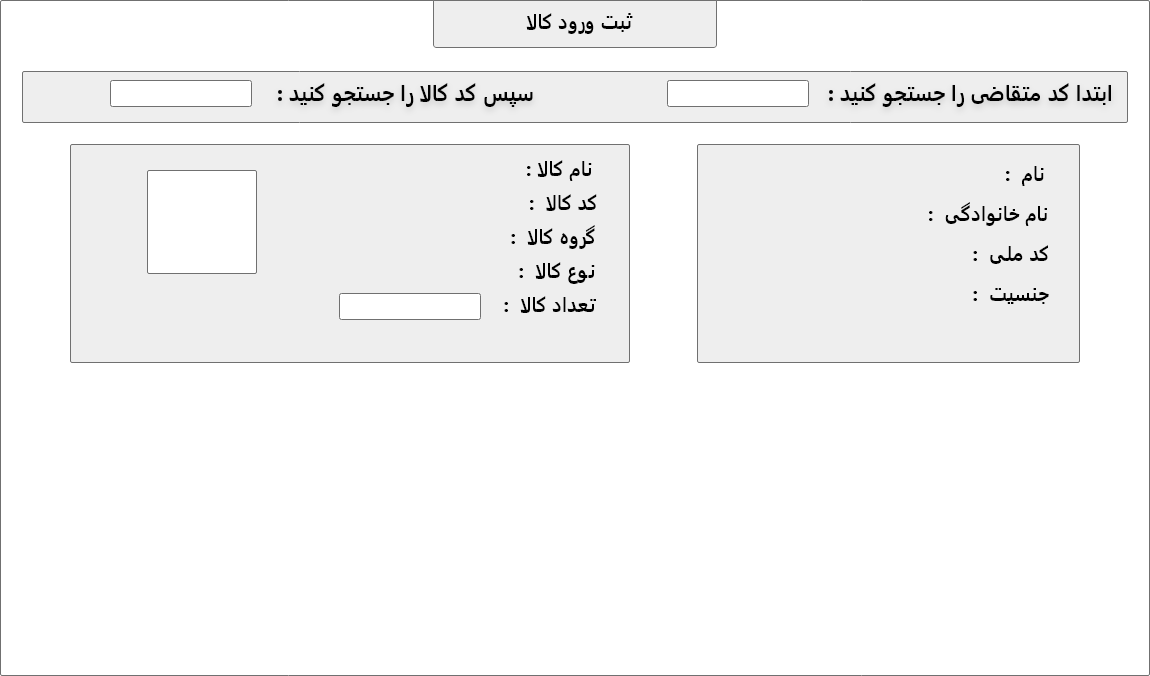 ثبت ورود کالا
ابتدا کد متقاضی را جستجو کنید :
سپس کد کالا را جستجو کنید :
نام :
نام خانوادگی :
کد ملی :
جنسیت :
نام کالا :
کد کالا :
گروه کالا :
نوع کالا :
تعداد کالا :